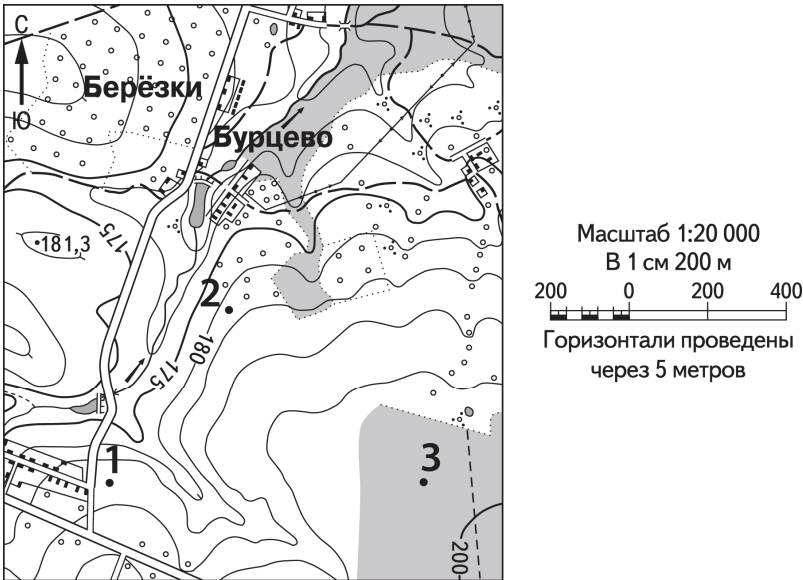 С
Ю
Берёзки
Бурцево
181,3
175
2
180
175
1
3
200
Масштаб 1:20 000
В 1 см 200 м
200 0 200 400
Горизонтали проведены
через 5 метров